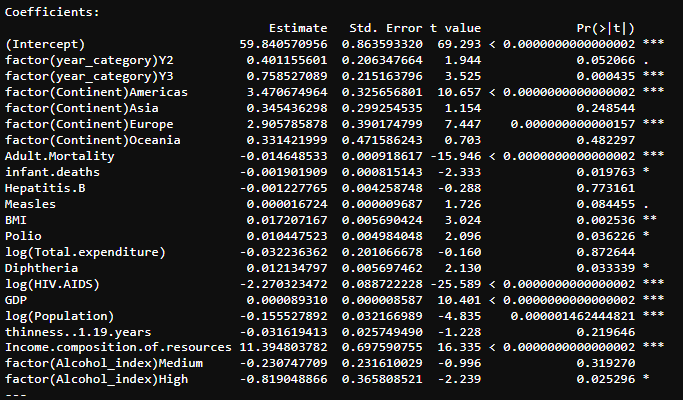 Coefficients:
Estimate Std. Error t value Pr(>|t|)
(Intercept) 59.840570956 0.863593320 69.293 < 0.0000000000000002 ***
factor(year_category)Y2 0.401155601 0.206347664 1.944 0.052066 .
factor(year_category)Y3 0.758527089 0.215163796 3.525 0.000435 ***
factor(Continent)Americas 3.470674964 0.325656801 10.657 < 0.0000000000000002 ***
factor(Continent)Asia 0.345436298 0.299254535 1.154 0.248544
factor(Continent)Europe 2.905785878 0.390174799 7.447 0.000000000000157 ***
factor(Continent)Oceania 0.331421999 0.471586243 0.703 0.482297
Adult.Mortality -0.014648533 0.000918617 -15.946 < 0.0000000000000002 ***
infant.deaths -0.001901909 0.000815143 -2.333 0.019763 *
Hepatitis.B -0.001227765 0.004258748 -0.288 0.773161
Measles 0.000016724 0.000009687 1.726 0.084455 .
BMI 0.017207167 0.005690424 3.024 0.002536 **
Polio 0.010447523 0.004984048 2.096 0.036226 *
log(Total.expenditure) -0.032236362 0.201066678 -0.160 0.872644
Diphtheria 0.012134797 0.005697462 2.130 0.033339 *
log(HIV.AIDS) -2.270323472 0.088722228 -25.589 < 0.0000000000000002 ***
GDP 0.000089310 0.000008587 10.401 < 0.0000000000000002 ***
log(Population) -0.155527892 0.032166989 -4.835 0.000001462444821 ***
thinness..1.19.years -0.031619413 0.025749490 -1.228 0.219646
Income.composition.of.resources 11.394803782 0.697590755 16.335 < 0.0000000000000002 ***
factor(Alcohol_index)Medium -0.230747709 0.231610029 -0.996 0.319270
factor(Alcohol_index)High -0.819048866 0.365808521 -2.239 0.025296 *
---